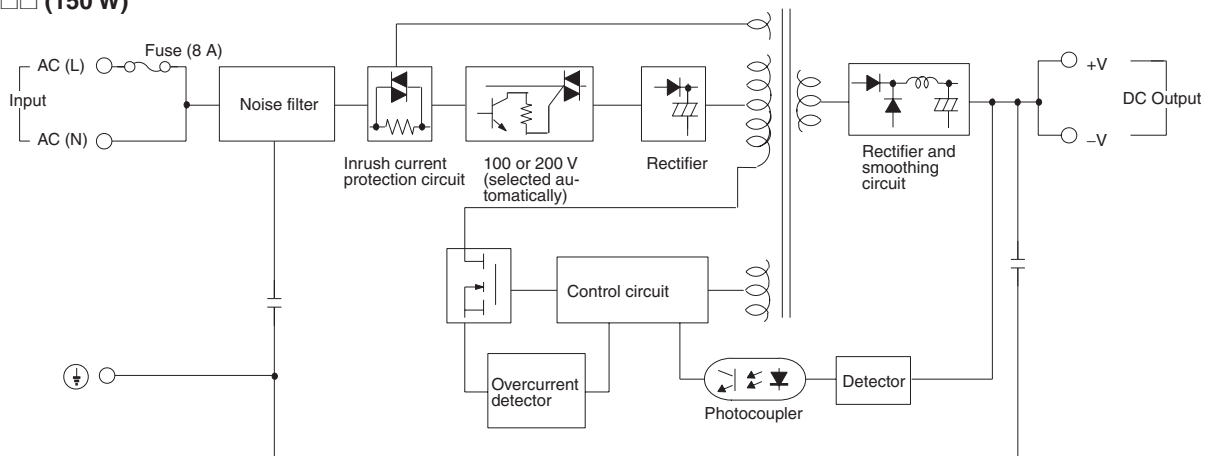 □□ (150 W)
Fuse (8 A)
AC (L)
Input
AC (N)
Noise filter
Inrush current
protection circuit
100 or 200 V
(selected au-
tomatically)
Rectifier
Rectifier and
smoothing
circuit
+V
DC Output
–V
Control circuit
Overcurrent
detector
Photocoupler
Detector